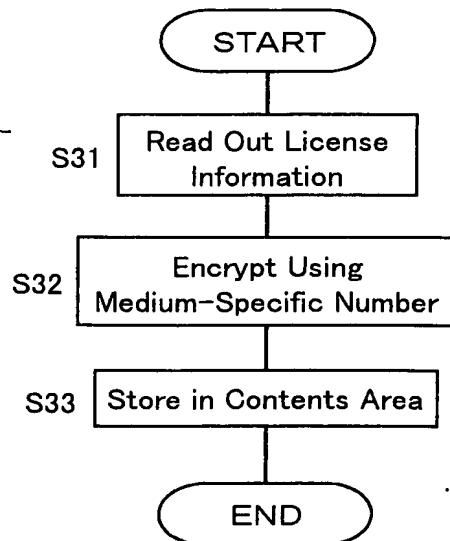 START
S31
Read Out License
Information
S32
Encrypt Using
Medium-Specific Number
S33
Store in Contents Area
END